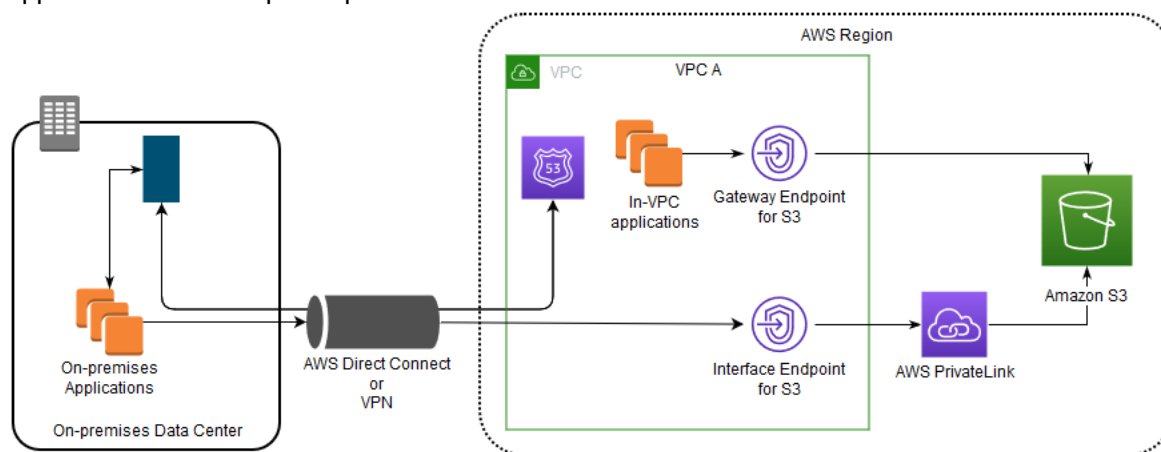 AWS Region
VPC
VPC A
53
In-VPC
applications
Gateway Endpoint
for S3
Amazon S3
On-premises
Applications
AWS Direct Connect
or
VPN
Interface Endpoint
for S3
AWS PrivateLink
On-premises Data Center